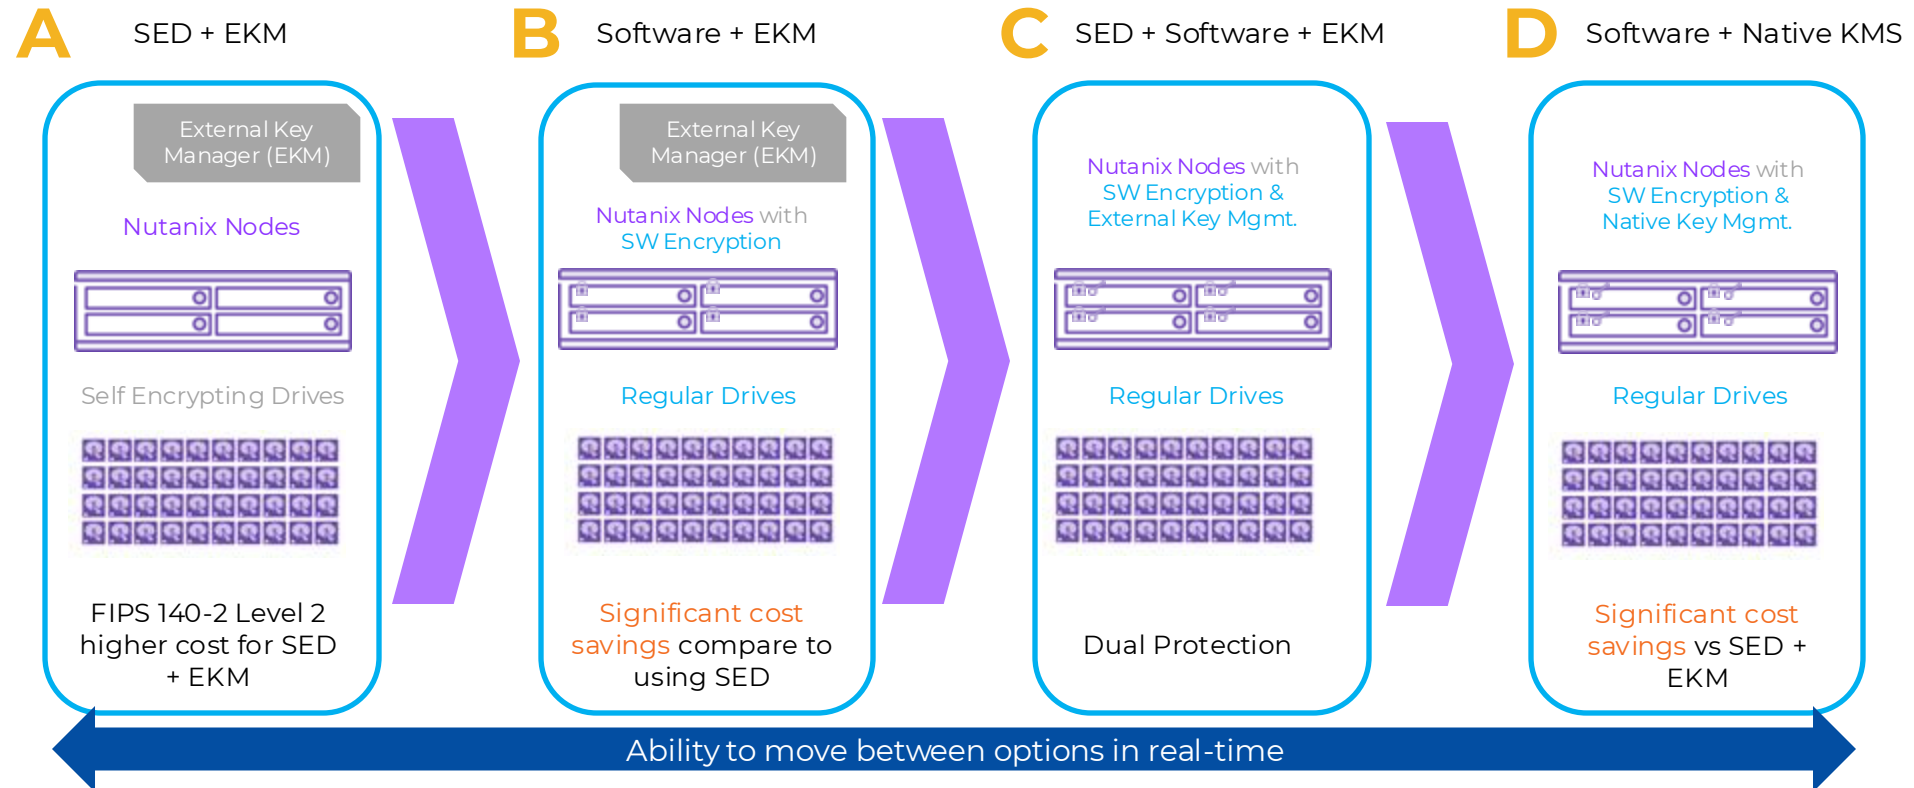 A SED + EKM
External Key
Manager (EKM)
Nutanix Nodes
Self Encrypting Drives
FIPS 140-2 Level 2
higher cost for SED
+ EKM
B Software + EKM
External Key
Manager (EKM)
Nutanix Nodes with
SW Encryption
Regular Drives
Significant cost
savings compare to
using SED
C SED + Software + EKM
Nutanix Nodes with
SW Encryption &
External Key Mgmt.
Regular Drives
Dual Protection
D Software + Native KMS
Nutanix Nodes with
SW Encryption &
Native Key Mgmt.
Regular Drives
Significant cost
savings vs SED +
EKM
Ability to move between options in real-time